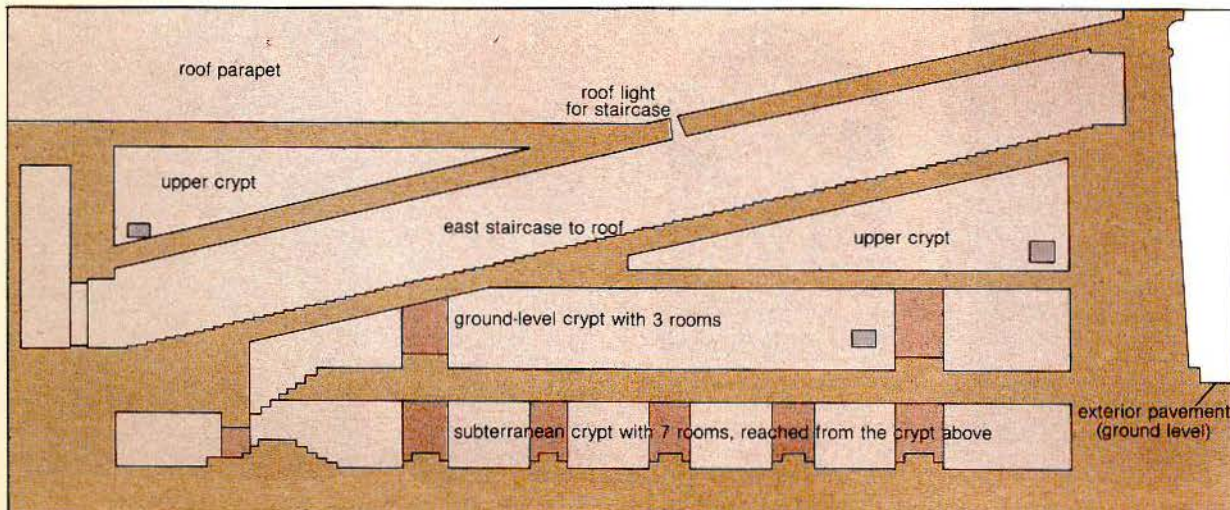 roof parapet
roof light
for staircase
upper crypt
east staircase to roof
upper crypt
ground-level crypt with 3 rooms
exterior pavement
(ground level)
subterranean crypt with 7 rooms, reached from the crypt above